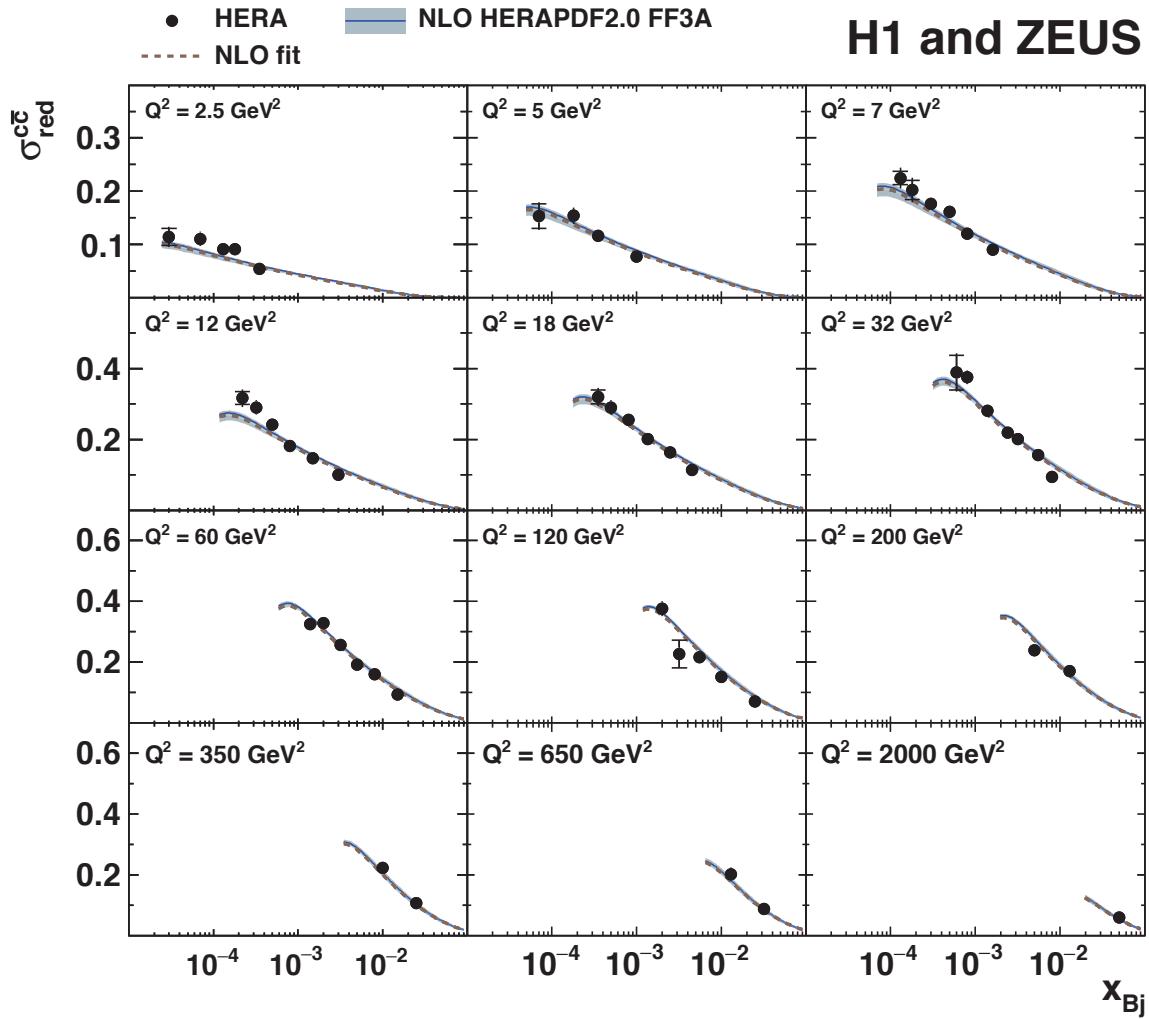 HERA
NLO HERAPDF2.0 FF3A
H1 and ZEUS
NLO fit
σ_red^{cc̅}
Q² = 2.5 GeV²
Q² = 5 GeV²
Q² = 7 GeV²
0.3
0.2
0.1
Q² = 12 GeV²
Q² = 18 GeV²
Q² = 32 GeV²
0.4
0.2
Q² = 60 GeV²
Q² = 120 GeV²
Q² = 200 GeV²
0.6
0.4
0.2
Q² = 350 GeV²
Q² = 650 GeV²
Q² = 2000 GeV²
0.6
0.4
0.2
10⁻⁴ 10⁻³ 10⁻² 10⁻⁴ 10⁻³ 10⁻² 10⁻⁴ 10⁻³ 10⁻²
x_Bj